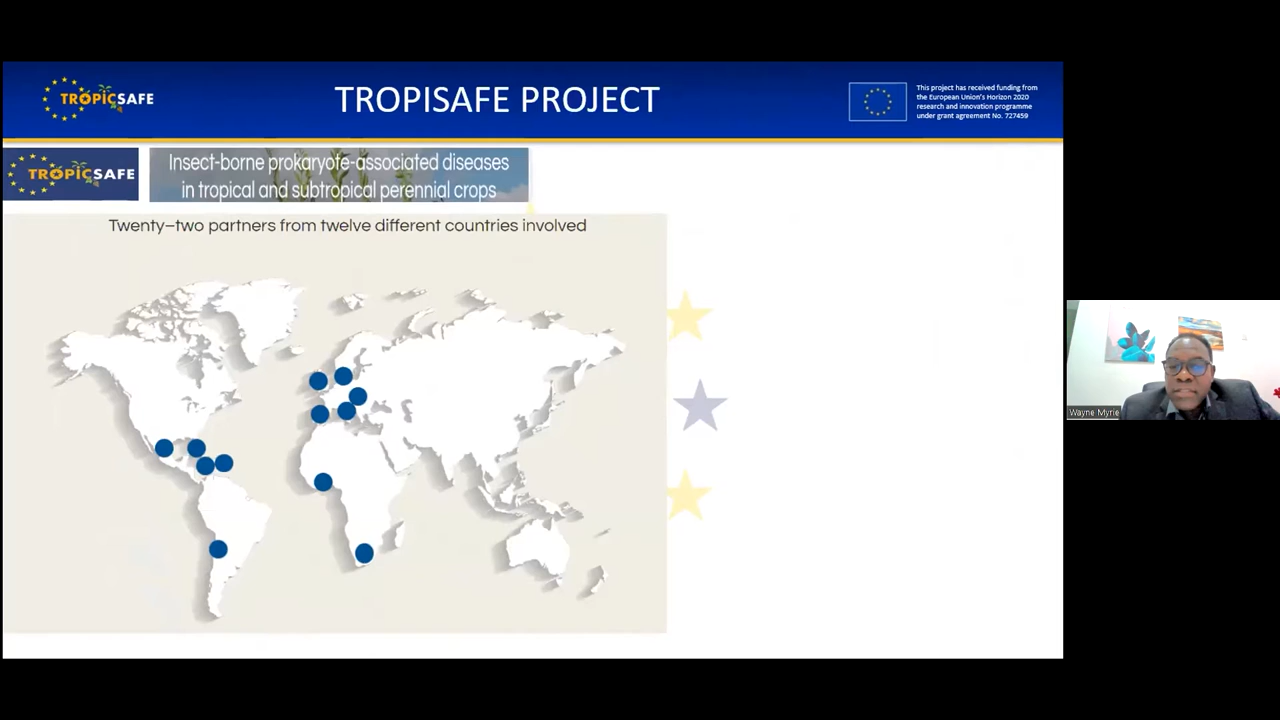 TROPICSAFE
TROPISAFE PROJECT
This project has received funding from
the European Union's Horizon 2020
research and innovation programme
under grant agreement No. 727459
TROPICSAFE
Insect-borne prokaryote-associated diseases
in tropical and subtropical perennial crops
Twenty–two partners from twelve different countries involved
Wayne Myrie